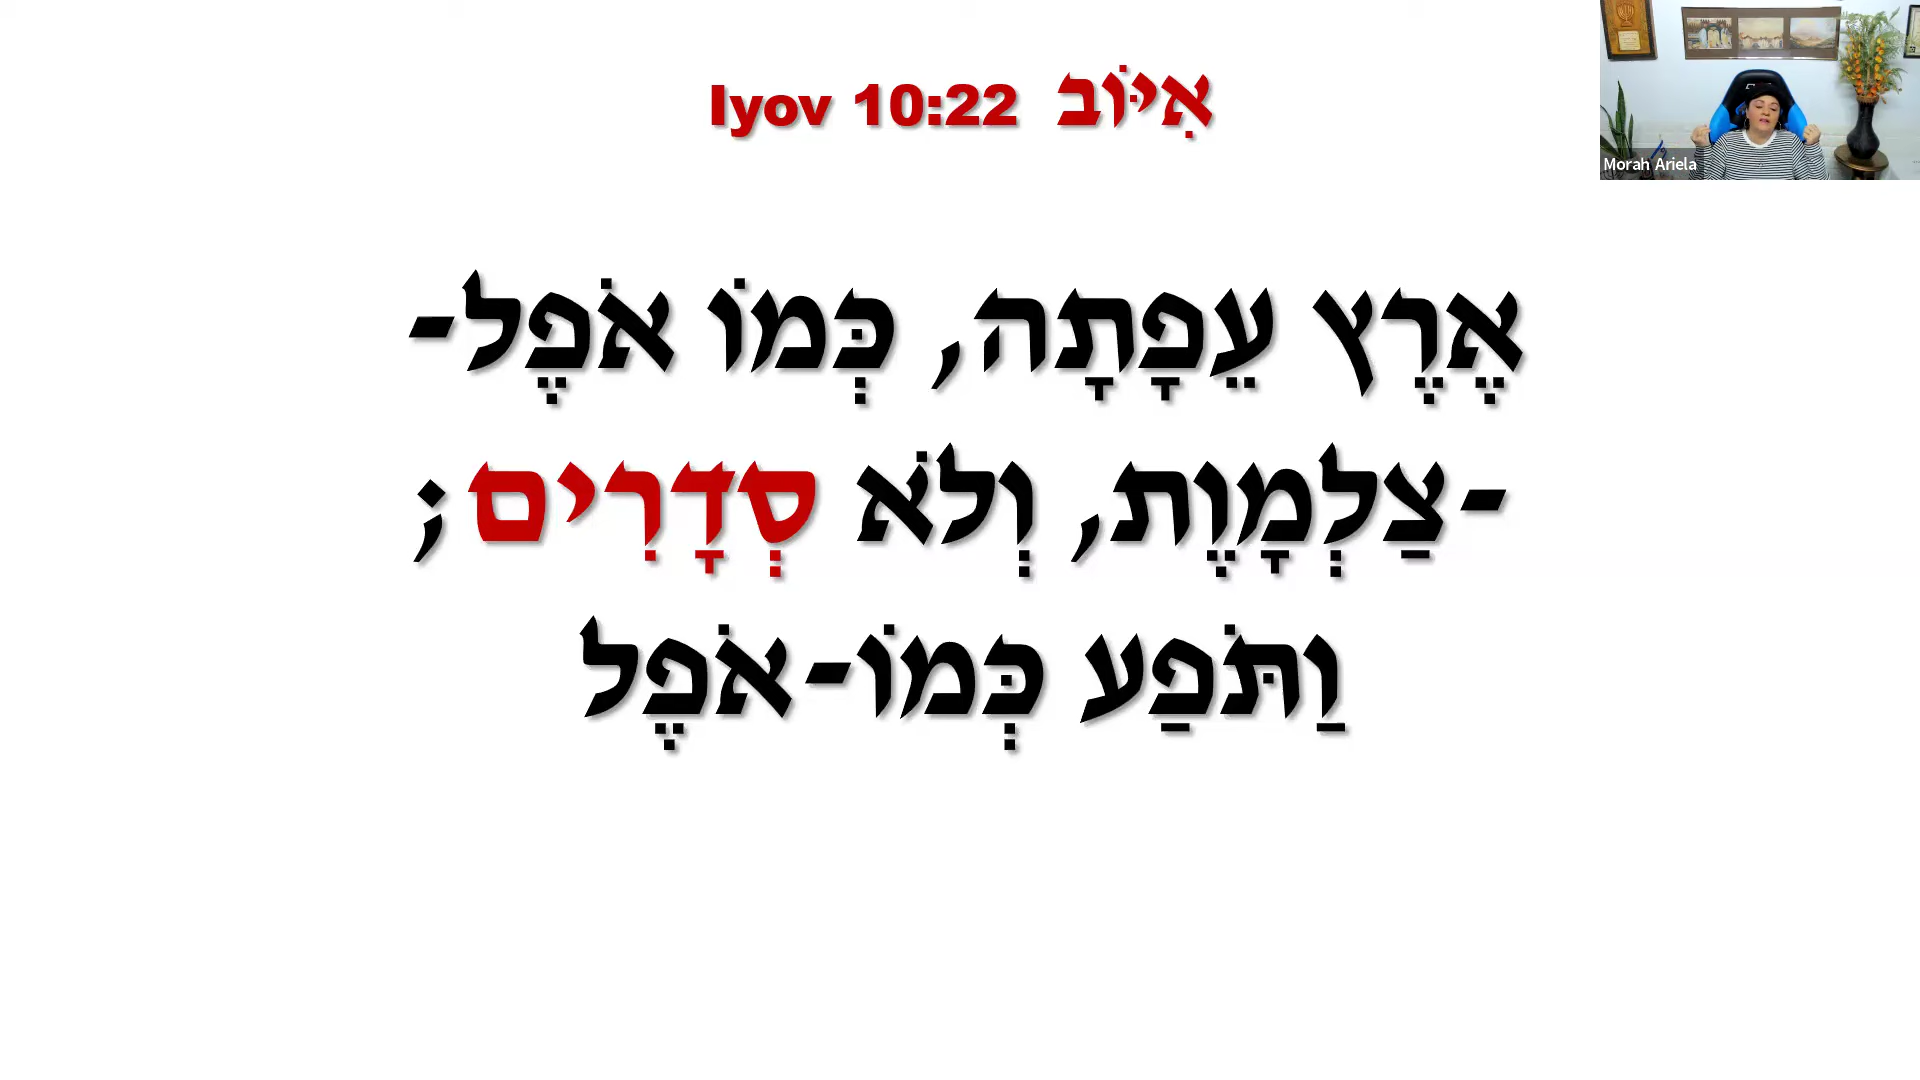 אִיּוֹב Iyov 10:22
אֶרֶץ עֵפָתָה, כְּמוֹ אֹפֶל-
-צַלְמָוֶת, וְלֹא סְדָרִים;
וַתֹּפַע כְּמוֹ-אֹפֶל
Morah Ariela